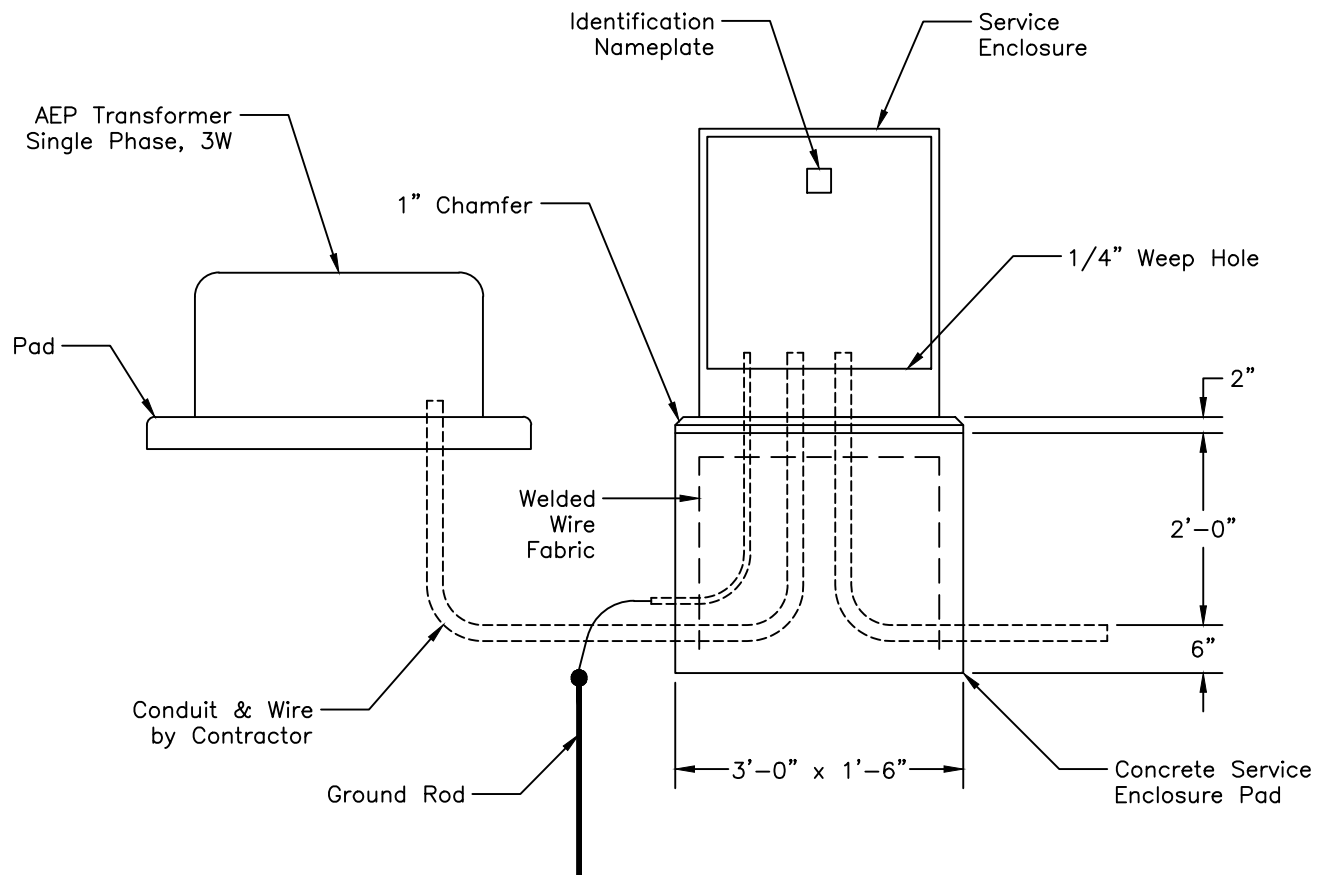 Identification
Nameplate
Service
Enclosure
AEP Transformer
Single Phase, 3W
1” Chamfer
1/4” Weep Hole
Pad
2”
Welded
Wire
Fabric
2’-0”
6”
Conduit & Wire
by Contractor
Ground Rod
3’-0” x 1’-6”
Concrete Service
Enclosure Pad